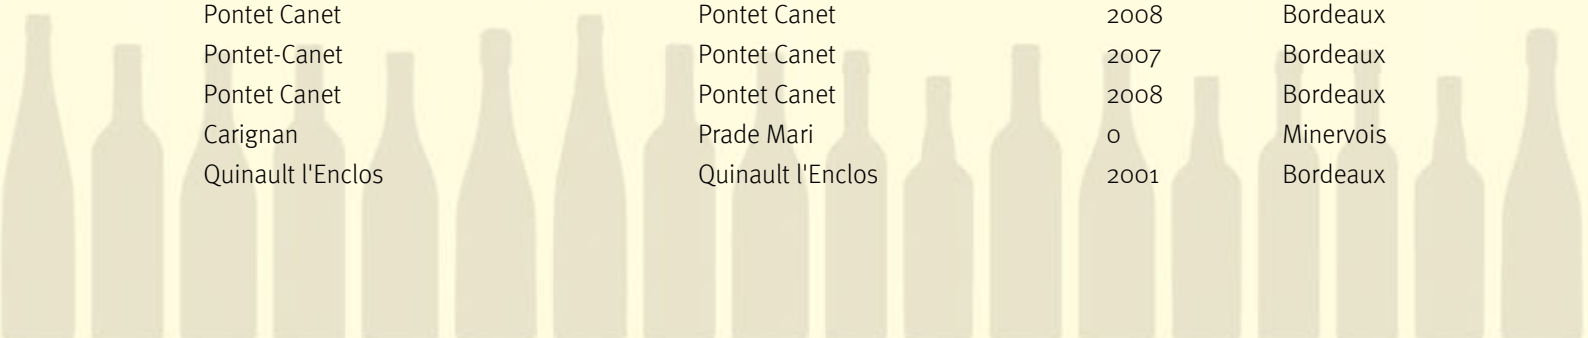 Pontet Canet Pontet Canet 2008 Bordeaux
Pontet-Canet Pontet Canet 2007 Bordeaux
Pontet Canet Pontet Canet 2008 Bordeaux
Carignan Prade Mari 0 Minervois
Quinault l'Enclos Quinault l'Enclos 2001 Bordeaux